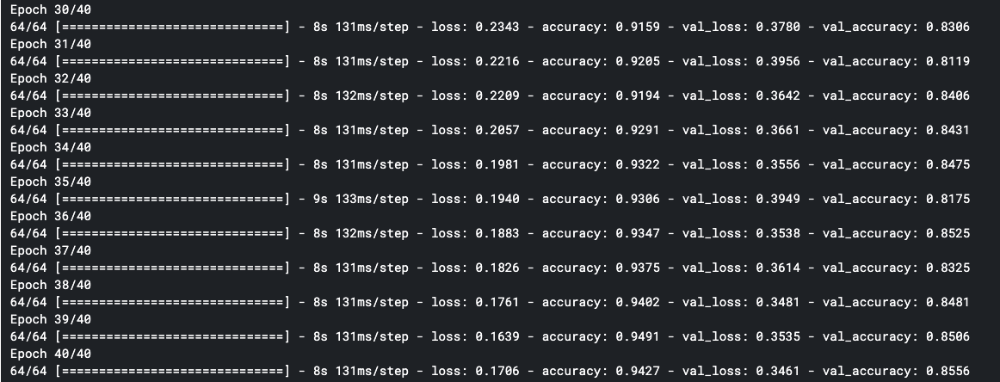 Epoch 30/40
64/64 [==============================] - 8s 131ms/step - loss: 0.2343 - accuracy: 0.9159 - val_loss: 0.3780 - val_accuracy: 0.8306
Epoch 31/40
64/64 [==============================] - 8s 131ms/step - loss: 0.2216 - accuracy: 0.9205 - val_loss: 0.3956 - val_accuracy: 0.8119
Epoch 32/40
64/64 [==============================] - 8s 132ms/step - loss: 0.2209 - accuracy: 0.9194 - val_loss: 0.3642 - val_accuracy: 0.8406
Epoch 33/40
64/64 [==============================] - 8s 131ms/step - loss: 0.2057 - accuracy: 0.9291 - val_loss: 0.3661 - val_accuracy: 0.8431
Epoch 34/40
64/64 [==============================] - 8s 131ms/step - loss: 0.1981 - accuracy: 0.9322 - val_loss: 0.3556 - val_accuracy: 0.8475
Epoch 35/40
64/64 [==============================] - 9s 133ms/step - loss: 0.1940 - accuracy: 0.9306 - val_loss: 0.3949 - val_accuracy: 0.8175
Epoch 36/40
64/64 [==============================] - 8s 132ms/step - loss: 0.1883 - accuracy: 0.9347 - val_loss: 0.3538 - val_accuracy: 0.8525
Epoch 37/40
64/64 [==============================] - 8s 131ms/step - loss: 0.1826 - accuracy: 0.9375 - val_loss: 0.3614 - val_accuracy: 0.8325
Epoch 38/40
64/64 [==============================] - 8s 131ms/step - loss: 0.1761 - accuracy: 0.9402 - val_loss: 0.3481 - val_accuracy: 0.8481
Epoch 39/40
64/64 [==============================] - 8s 131ms/step - loss: 0.1639 - accuracy: 0.9491 - val_loss: 0.3535 - val_accuracy: 0.8506
Epoch 40/40
64/64 [==============================] - 8s 131ms/step - loss: 0.1706 - accuracy: 0.9427 - val_loss: 0.3461 - val_accuracy: 0.8556